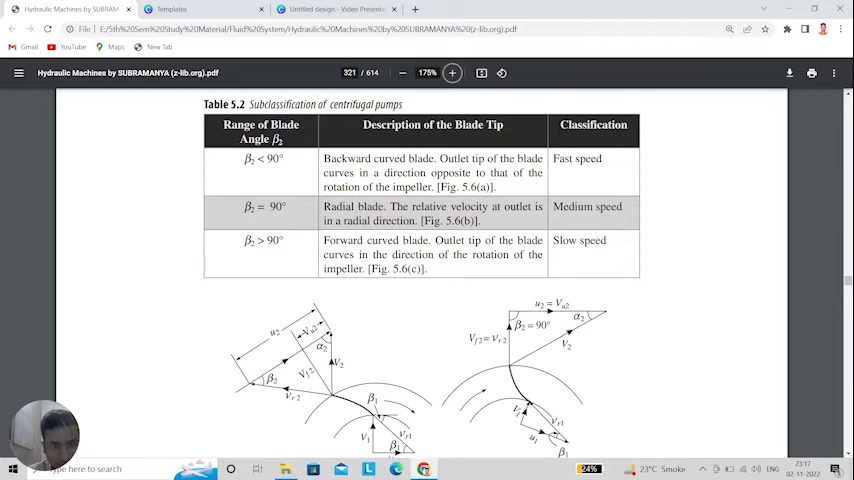 Hydraulic Machines by SUBRAMANYA
Templates
Untitled design - Video Presenta
File
E:/5th%20Sem%20Study%20Material/Fluid%20System/Hydraulic%20Machines%20by%20SUBRAMANYA%20(z-lib.org).pdf
Gmail
YouTube
Maps
New Tab
Hydraulic Machines by SUBRAMANYA (z-lib.org).pdf
321 / 614
175%
Table 5.2 Subclassification of centrifugal pumps
Range of Blade Angle β2
Description of the Blade Tip
Classification
β2 < 90°
Backward curved blade. Outlet tip of the blade
curves in a direction opposite to that of the
rotation of the impeller. [Fig. 5.6(a)].
Fast speed
β2 = 90°
Radial blade. The relative velocity at outlet is
in a radial direction. [Fig. 5.6(b)].
Medium speed
β2 > 90°
Forward curved blade. Outlet tip of the blade
curves in the direction of the rotation of the
impeller. [Fig. 5.6(c)].
Slow speed
u2
Vu2
α2
V2
Vf2
β2
vr2
β1
V1
vr1
β1
u2 = Vu2
β2 = 90°
α2
Vf2 = vr2
V2
V1
vr1
u1
β1
here to search
24%
23°C Smoke
ENG
23:17
02-11-2022